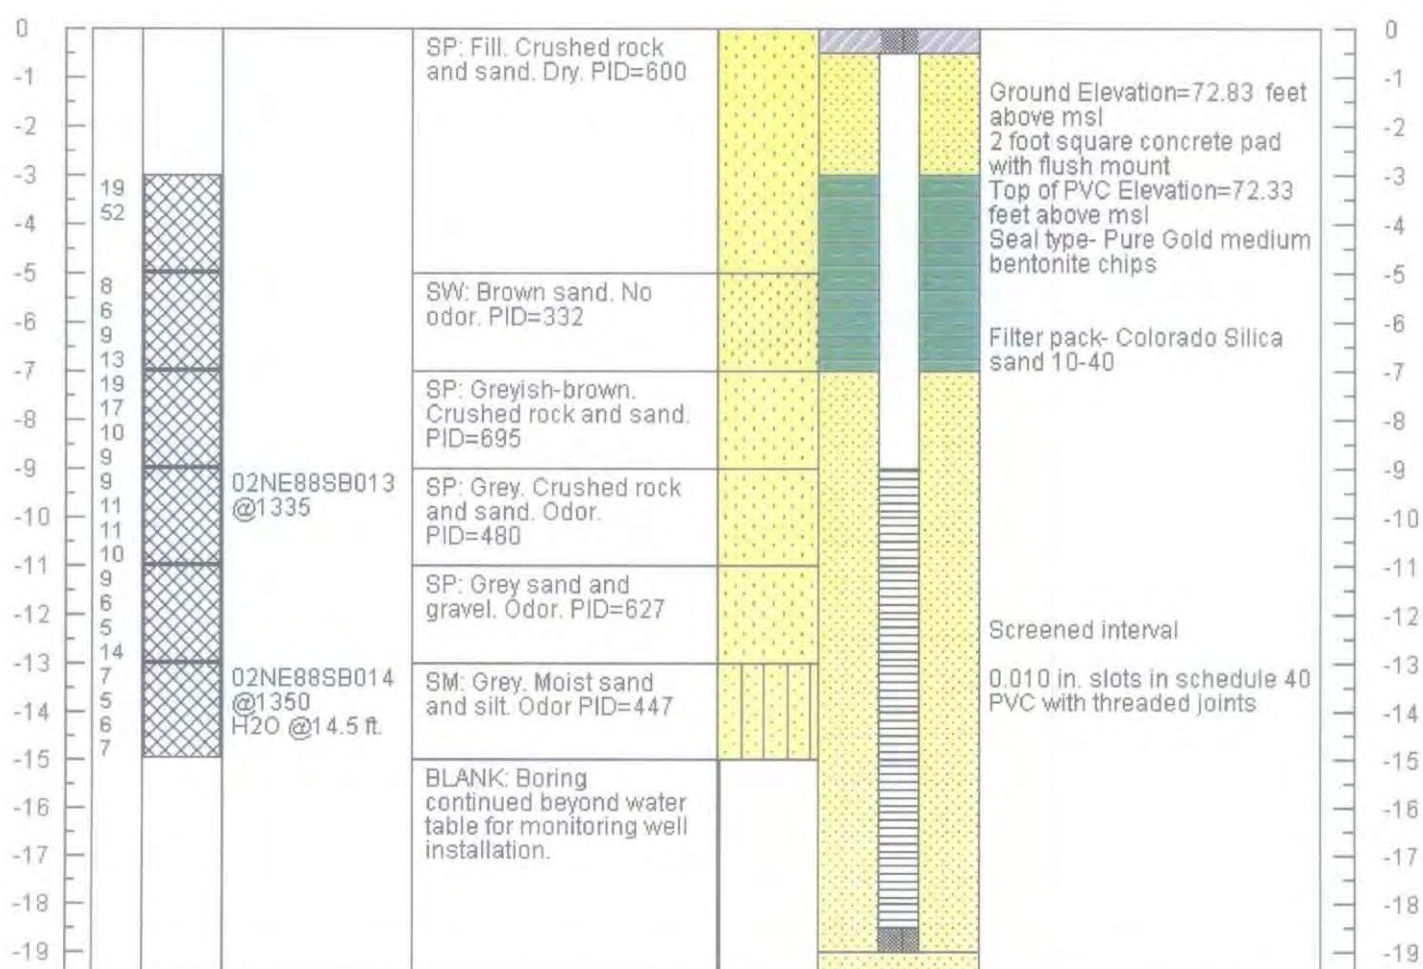 0
-1
-2
-3
-4
-5
-6
-7
-8
-9
-10
-11
-12
-13
-14
-15
-16
-17
-18
-19
19
52
8
6
9
13
19
17
10
9
9
11
11
10
9
6
5
14
7
5
6
7
02NE88SB013
@1335
02NE88SB014
@1350
H2O @14.5 ft.
SP: Fill. Crushed rock
and sand. Dry. PID=600
SW: Brown sand. No
odor. PID=332
SP: Greyish-brown.
Crushed rock and sand.
PID=695
SP: Grey. Crushed rock
and sand. Odor.
PID=480
SP: Grey sand and
gravel. Odor. PID=627
SM: Grey. Moist sand
and silt. Odor PID=447
BLANK: Boring
continued beyond water
table for monitoring well
installation.
Ground Elevation=72.83 feet
above msl
2 foot square concrete pad
with flush mount
Top of PVC Elevation=72.33
feet above msl
Seal type- Pure Gold medium
bentonite chips
Filter pack- Colorado Silica
sand 10-40
Screened interval
0.010 in. slots in schedule 40
PVC with threaded joints
0
-1
-2
-3
-4
-5
-6
-7
-8
-9
-10
-11
-12
-13
-14
-15
-16
-17
-18
-19